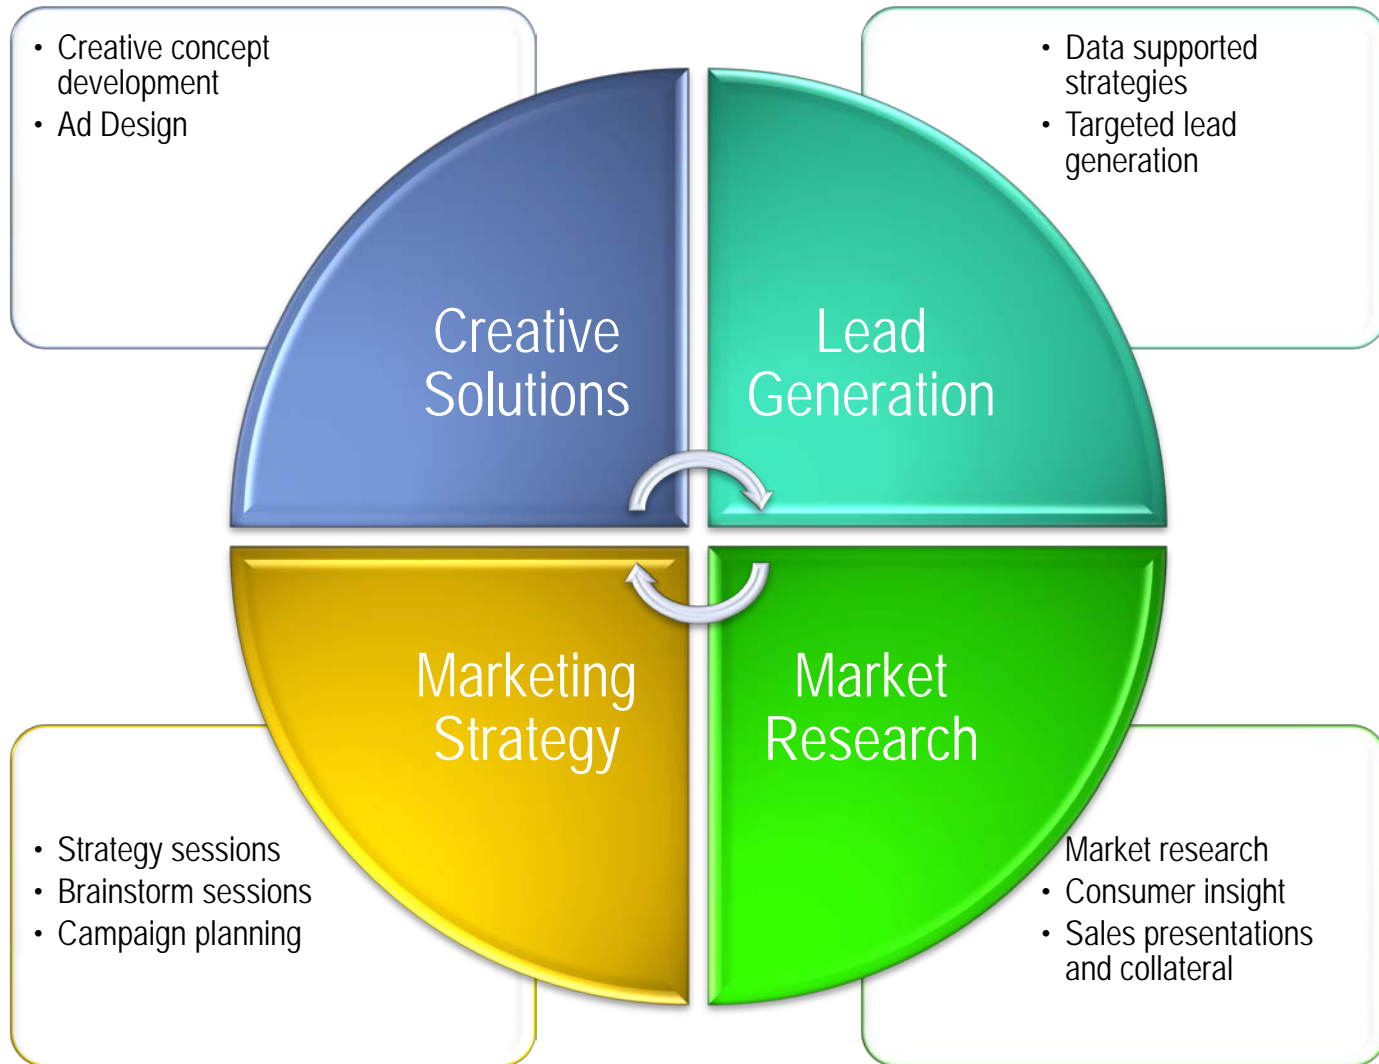 • Creative concept
development
• Ad Design
• Data supported
strategies
• Targeted lead
generation
Creative
Solutions
Lead
Generation
Marketing
Strategy
Market
Research
• Strategy sessions
• Brainstorm sessions
• Campaign planning
Market research
• Consumer insight
• Sales presentations
and collateral